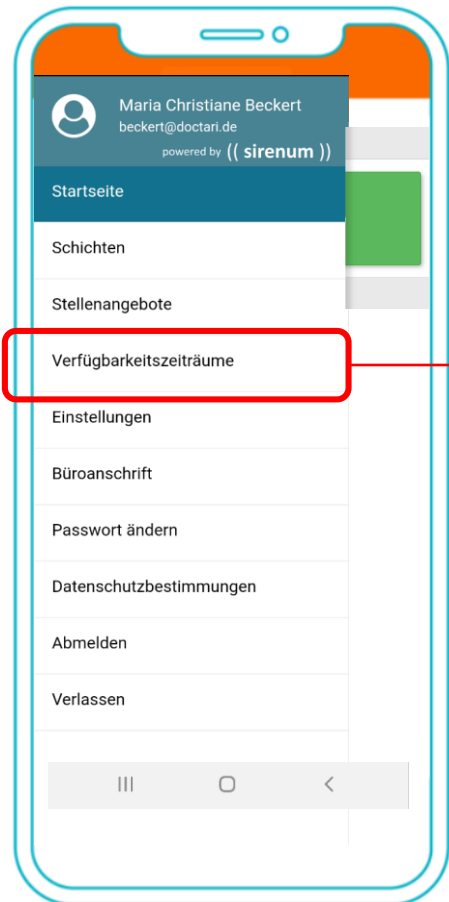 Maria Christiane Beckert
beckert@doctari.de
powered by (( sirenum ))
Startseite
Schichten
Stellenangebote
Verfügbarkeitszeiträume
Einstellungen
Büroanschrift
Passwort ändern
Datenschutzbestimmungen
Abmelden
Verlassen